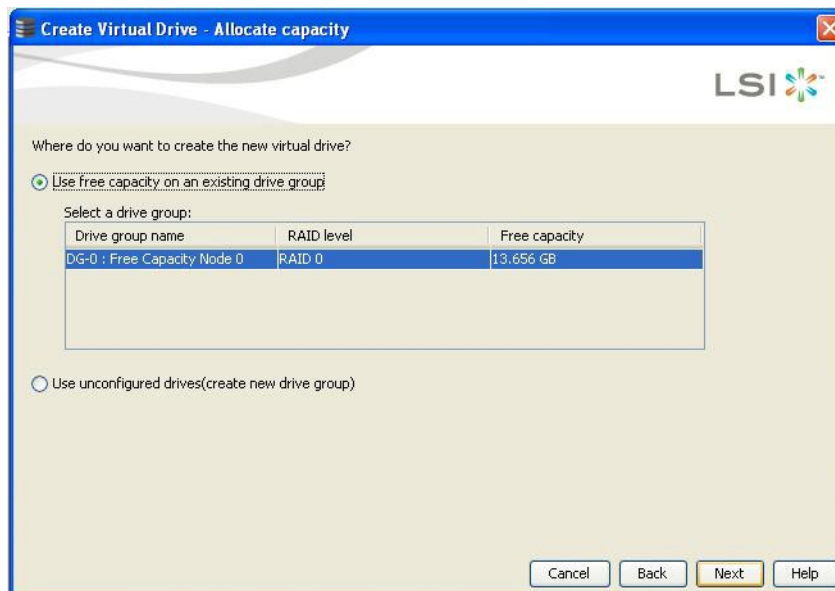 Create Virtual Drive - Allocate capacity
LSI
Where do you want to create the new virtual drive?
Use free capacity on an existing drive group
Select a drive group:
Drive group name RAID level Free capacity
DG-0 : Free Capacity Node 0 RAID 0 13.656 GB
Use unconfigured drives(create new drive group)
Cancel Back Next Help